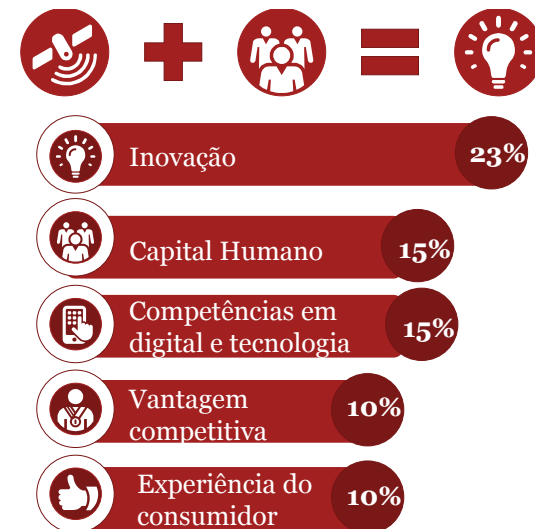 Inovação
23%
Capital Humano
15%
Competências em
digital e tecnologia
15%
Vantagem
competitiva
10%
Experiência do
consumidor
10%